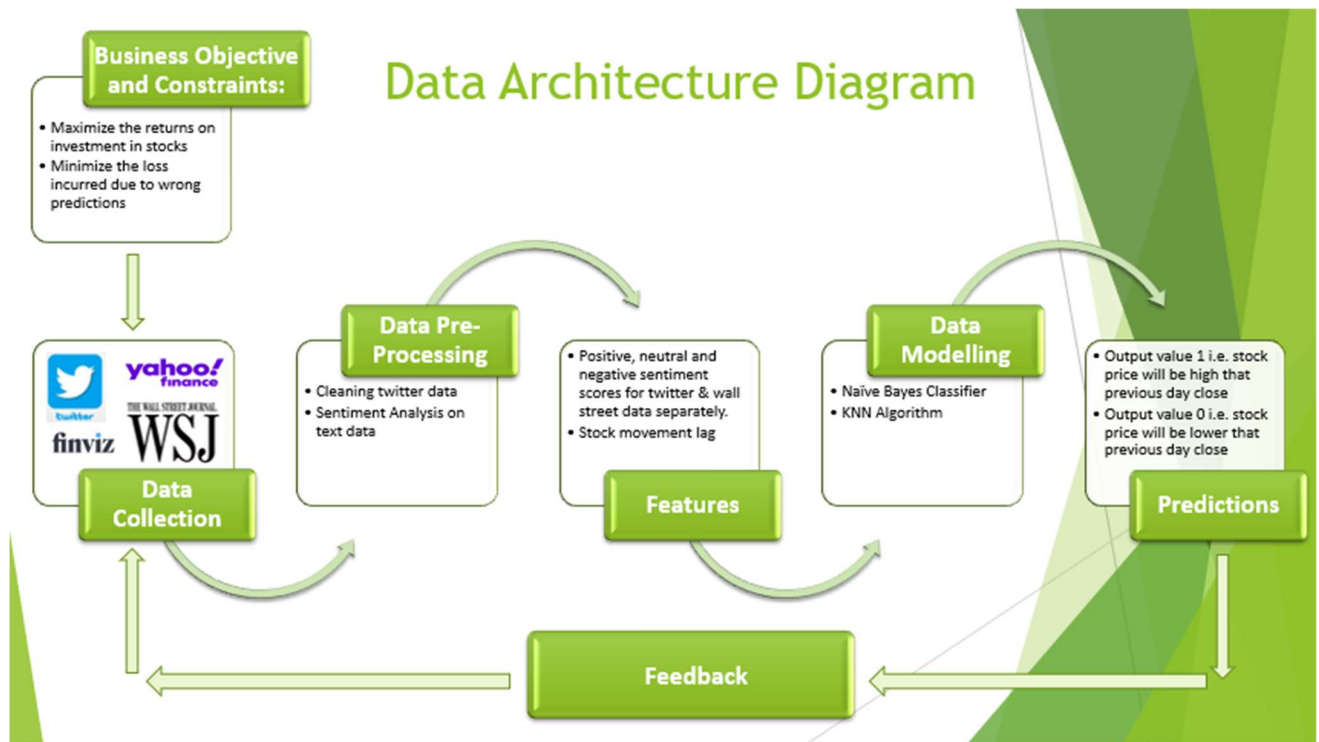 Business Objective
and Constraints:
Data Architecture Diagram
• Maximize the returns on
investment in stocks
• Minimize the loss
incurred due to wrong
predictions
twitter
yahoo!
finance
finviz
THE WALL STREET JOURNAL
WSJ
Data
Collection
Data Pre-
Processing
• Cleaning twitter data
• Sentiment Analysis on
text data
• Positive, neutral and
negative sentiment
scores for twitter & wall
street data separately.
• Stock movement lag
Features
Data
Modelling
• Naïve Bayes Classifier
• KNN Algorithm
• Output value 1 i.e. stock
price will be high that
previous day close
• Output value 0 i.e. stock
price will be lower that
previous day close
Predictions
Feedback